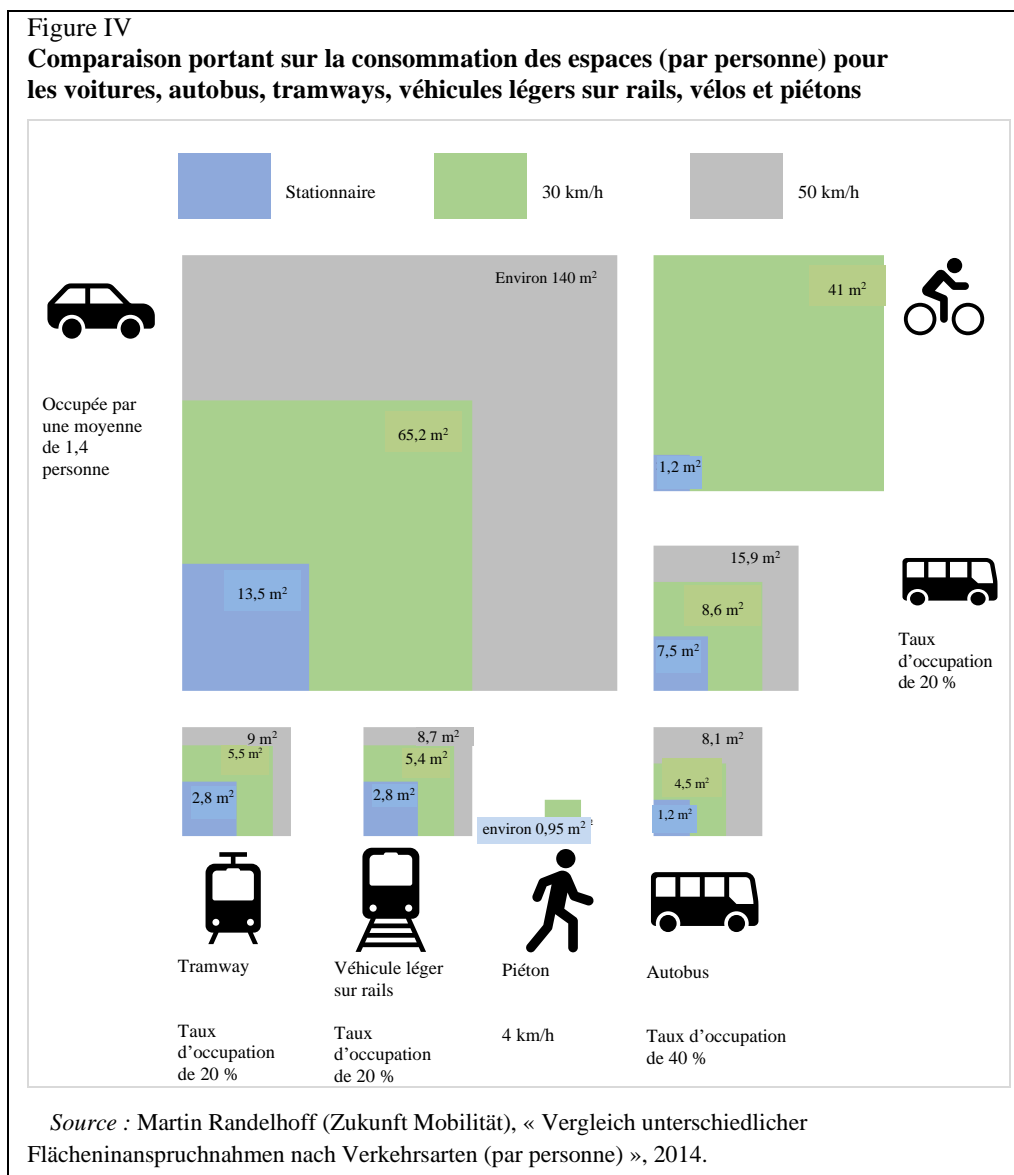 Figure IV
Comparaison portant sur la consommation des espaces (par personne) pour
les voitures, autobus, tramways, véhicules légers sur rails, vélos et piétons
Stationnaire
30 km/h
50 km/h
Environ 140 m²
65,2 m²
13,5 m²
Occupée par
une moyenne
de 1,4
personne
41 m²
1,2 m²
15,9 m²
8,6 m²
7,5 m²
Taux
d’occupation
de 20 %
9 m²
5,5 m²
2,8 m²
8,7 m²
5,4 m²
2,8 m²
environ 0,95 m²
8,1 m²
4,5 m²
1,2 m²
Tramway
Taux
d’occupation
de 20 %
Véhicule léger
sur rails
Taux
d’occupation
de 20 %
Piéton
4 km/h
Autobus
Taux d’occupation
de 40 %
Source : Martin Randelhoff (Zukunft Mobilität), « Vergleich unterschiedlicher
Flächeninanspruchnahmen nach Verkehrsarten (par personne) », 2014.